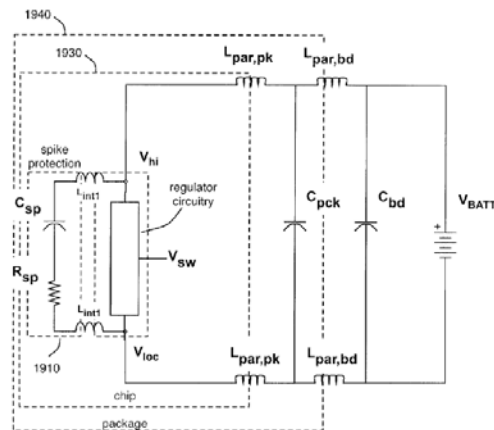 1940
1930
Lpar,pk
Lpar,bd
spike
protection
Vhi
regulator
circuitry
Lint1
Csp
Cpck
Cbd
VBATT
+
Vsw
Rsp
Lint1
1910
Vloc
Lpar,pk
Lpar,bd
chip
package